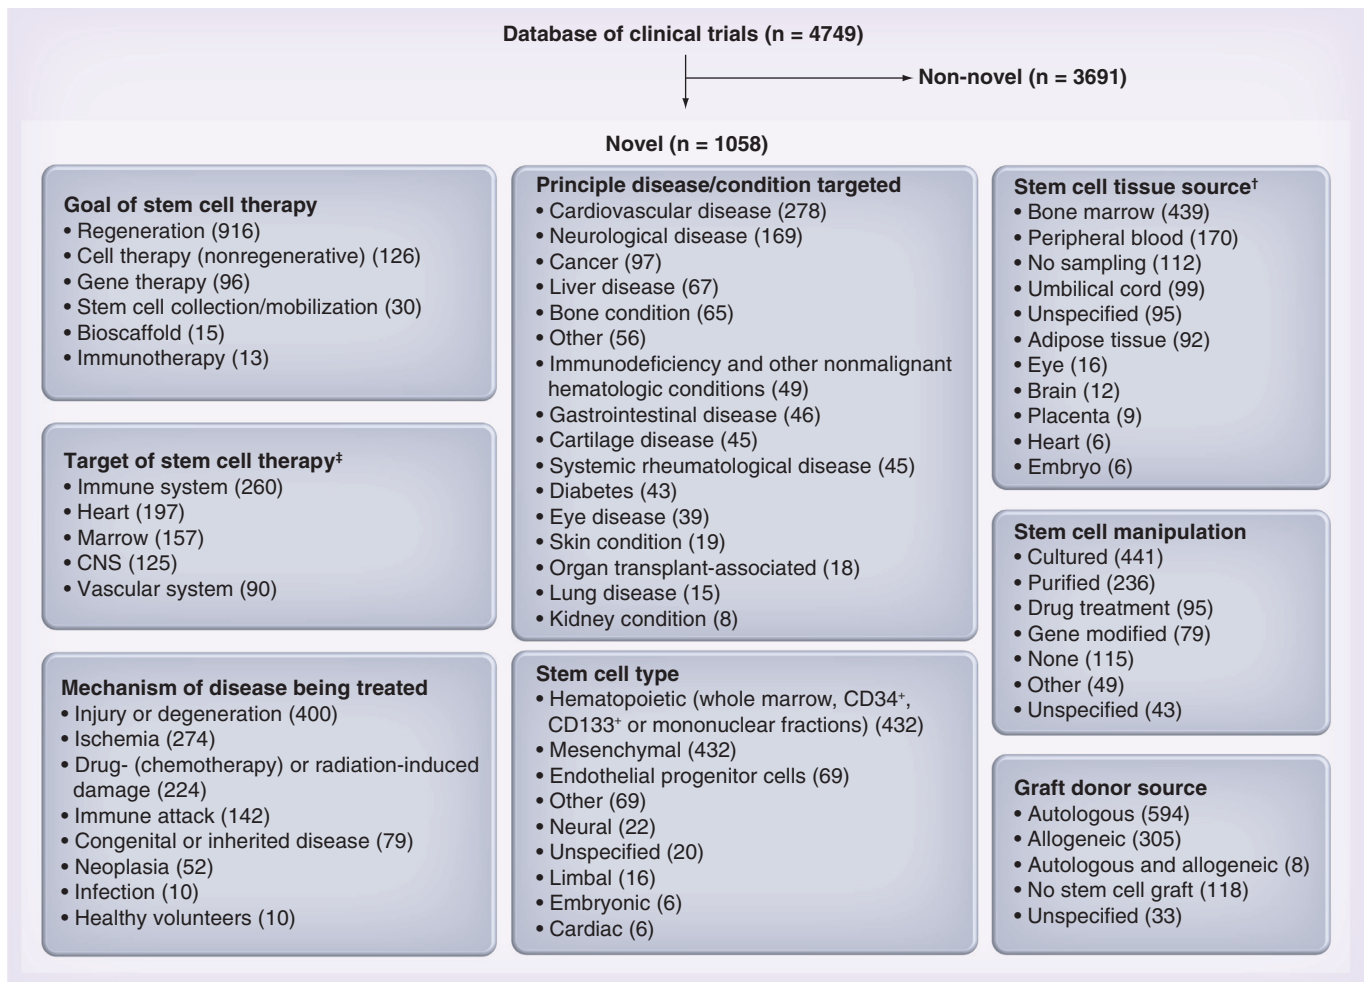 Database of clinical trials (n = 4749)
Non-novel (n = 3691)
Novel (n = 1058)
Goal of stem cell therapy
• Regeneration (916)
• Cell therapy (nonregenerative) (126)
• Gene therapy (96)
• Stem cell collection/mobilization (30)
• Bioscaffold (15)
• Immunotherapy (13)
Target of stem cell therapy‡
• Immune system (260)
• Heart (197)
• Marrow (157)
• CNS (125)
• Vascular system (90)
Mechanism of disease being treated
• Injury or degeneration (400)
• Ischemia (274)
• Drug- (chemotherapy) or radiation-induced
damage (224)
• Immune attack (142)
• Congenital or inherited disease (79)
• Neoplasia (52)
• Infection (10)
• Healthy volunteers (10)
Principle disease/condition targeted
• Cardiovascular disease (278)
• Neurological disease (169)
• Cancer (97)
• Liver disease (67)
• Bone condition (65)
• Other (56)
• Immunodeficiency and other nonmalignant
hematologic conditions (49)
• Gastrointestinal disease (46)
• Cartilage disease (45)
• Systemic rheumatological disease (45)
• Diabetes (43)
• Eye disease (39)
• Skin condition (19)
• Organ transplant-associated (18)
• Lung disease (15)
• Kidney condition (8)
Stem cell type
• Hematopoietic (whole marrow, CD34⁺,
CD133⁺ or mononuclear fractions) (432)
• Mesenchymal (432)
• Endothelial progenitor cells (69)
• Other (69)
• Neural (22)
• Unspecified (20)
• Limbal (16)
• Embryonic (6)
• Cardiac (6)
Stem cell tissue source†
• Bone marrow (439)
• Peripheral blood (170)
• No sampling (112)
• Umbilical cord (99)
• Unspecified (95)
• Adipose tissue (92)
• Eye (16)
• Brain (12)
• Placenta (9)
• Heart (6)
• Embryo (6)
Stem cell manipulation
• Cultured (441)
• Purified (236)
• Drug treatment (95)
• Gene modified (79)
• None (115)
• Other (49)
• Unspecified (43)
Graft donor source
• Autologous (594)
• Allogeneic (305)
• Autologous and allogeneic (8)
• No stem cell graft (118)
• Unspecified (33)